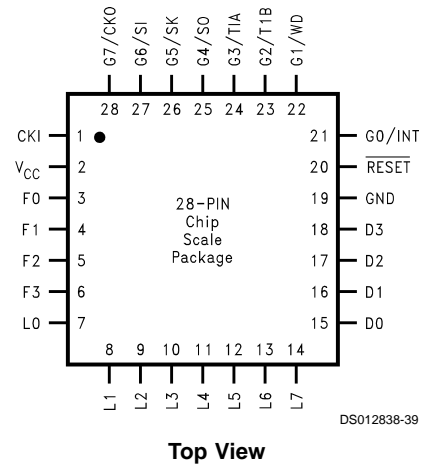 G7/CKO
G6/SI
G5/SK
G4/SO
G3/TIA
G2/T1B
G1/WD
28 27 26 25 24 23 22
CKI 1
VCC 2
F0 3
F1 4
F2 5
F3 6
L0 7
28-PIN
Chip
Scale
Package
21 G0/INT
20 RESET
19 GND
18 D3
17 D2
16 D1
15 D0
8 9 10 11 12 13 14
L1
L2
L3
L4
L5
L6
L7
DS012838-39
Top View